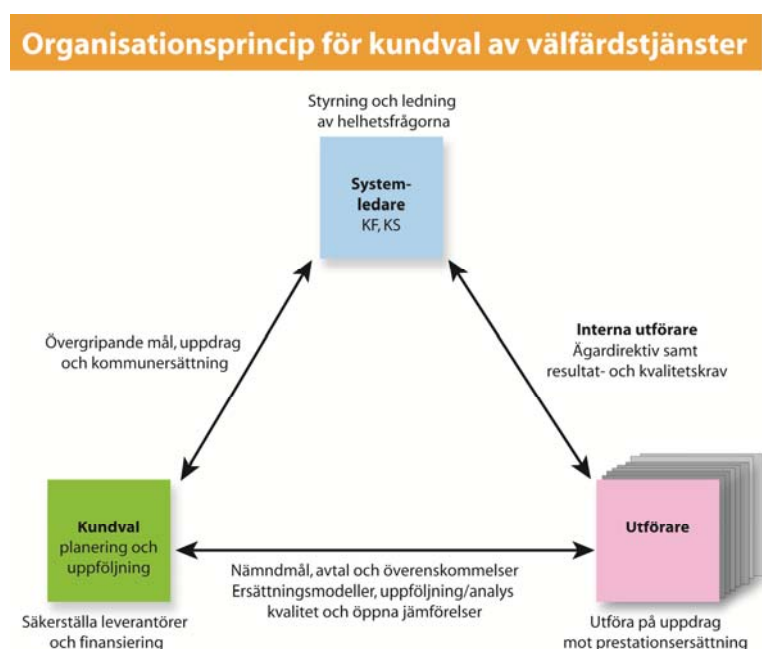 Organisationsprincip för kundval av välfärdstjänster
Styrning och ledning
av helhetsfrågorna
System-
ledare
KF, KS
Övergripande mål, uppdrag
och kommunersättning
Interna utförare
Ägardirektiv samt
resultat- och kvalitetskrav
Kundval
planering och
uppföljning
Utförare
Nämndmål, avtal och överenskommelser
Ersättningsmodeller, uppföljning/analys
kvalitet och öppna jämförelser
Säkerställa leverantörer
och finansiering
Utföra på uppdrag
mot prestationsersättning